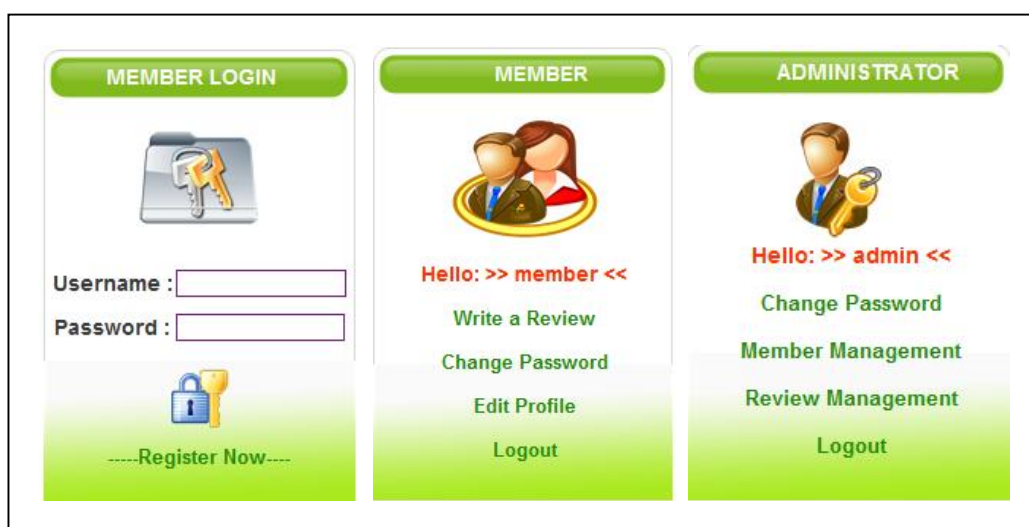 MEMBER LOGIN
Username :
Password :
-----Register Now----
MEMBER
Hello: >> member <<
Write a Review
Change Password
Edit Profile
Logout
ADMINISTRATOR
Hello: >> admin <<
Change Password
Member Management
Review Management
Logout